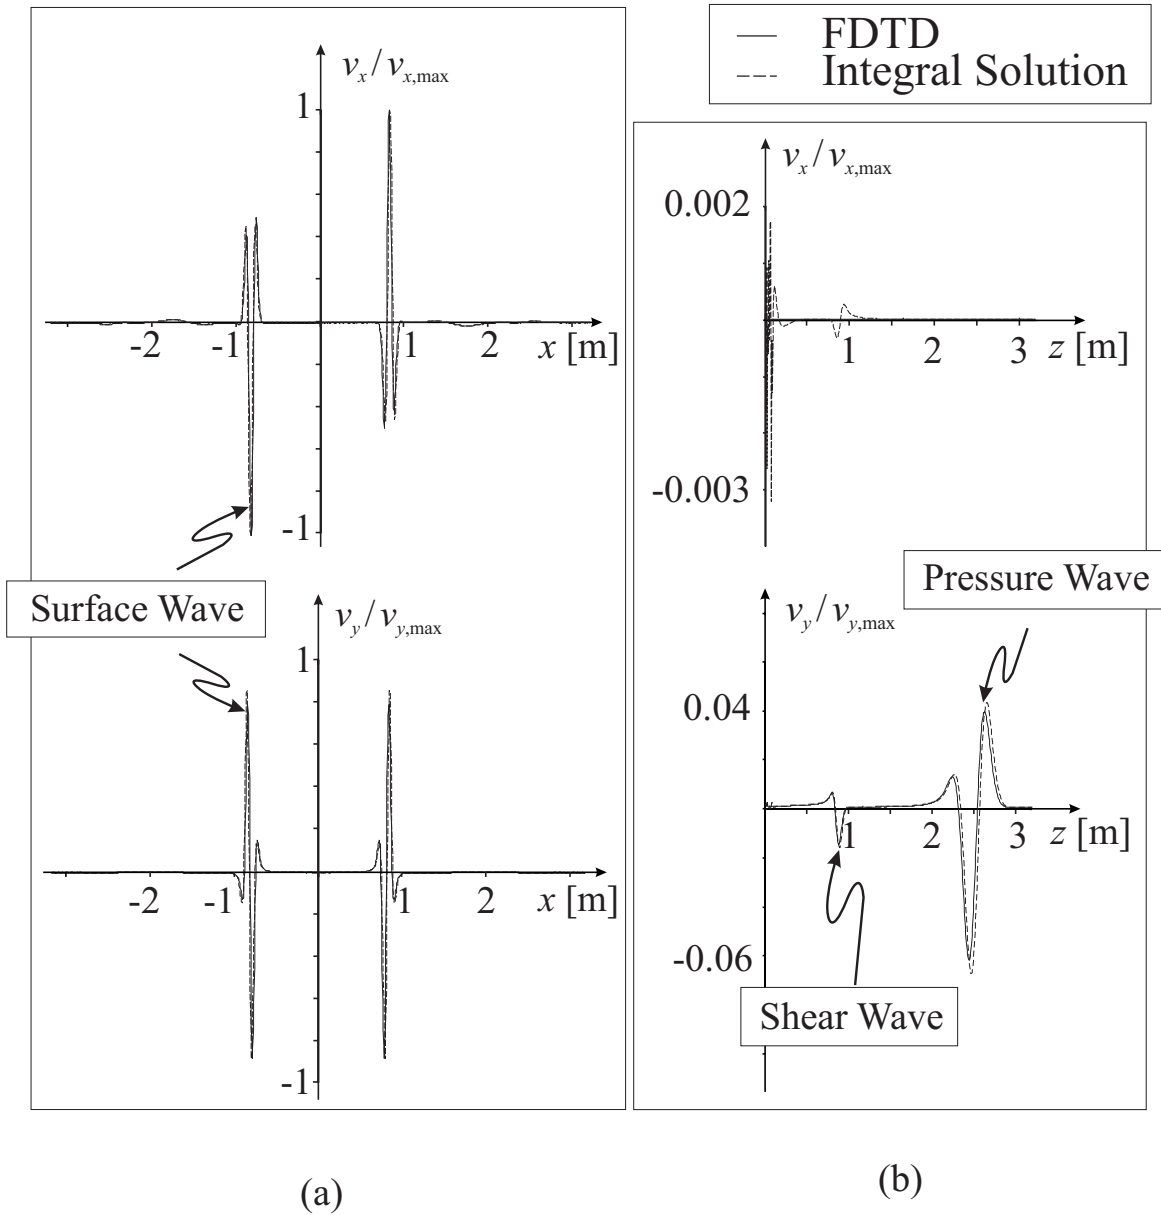 FDTD
Integral Solution
v_x / v_x,max
1
-2
-1
1
2
x [m]
-1
Surface Wave
v_y / v_y,max
1
-2
-1
1
2
x [m]
-1
(a)
v_x / v_x,max
0.002
1
2
3
z [m]
-0.003
Pressure Wave
v_y / v_y,max
0.04
1
2
3
z [m]
-0.06
Shear Wave
(b)